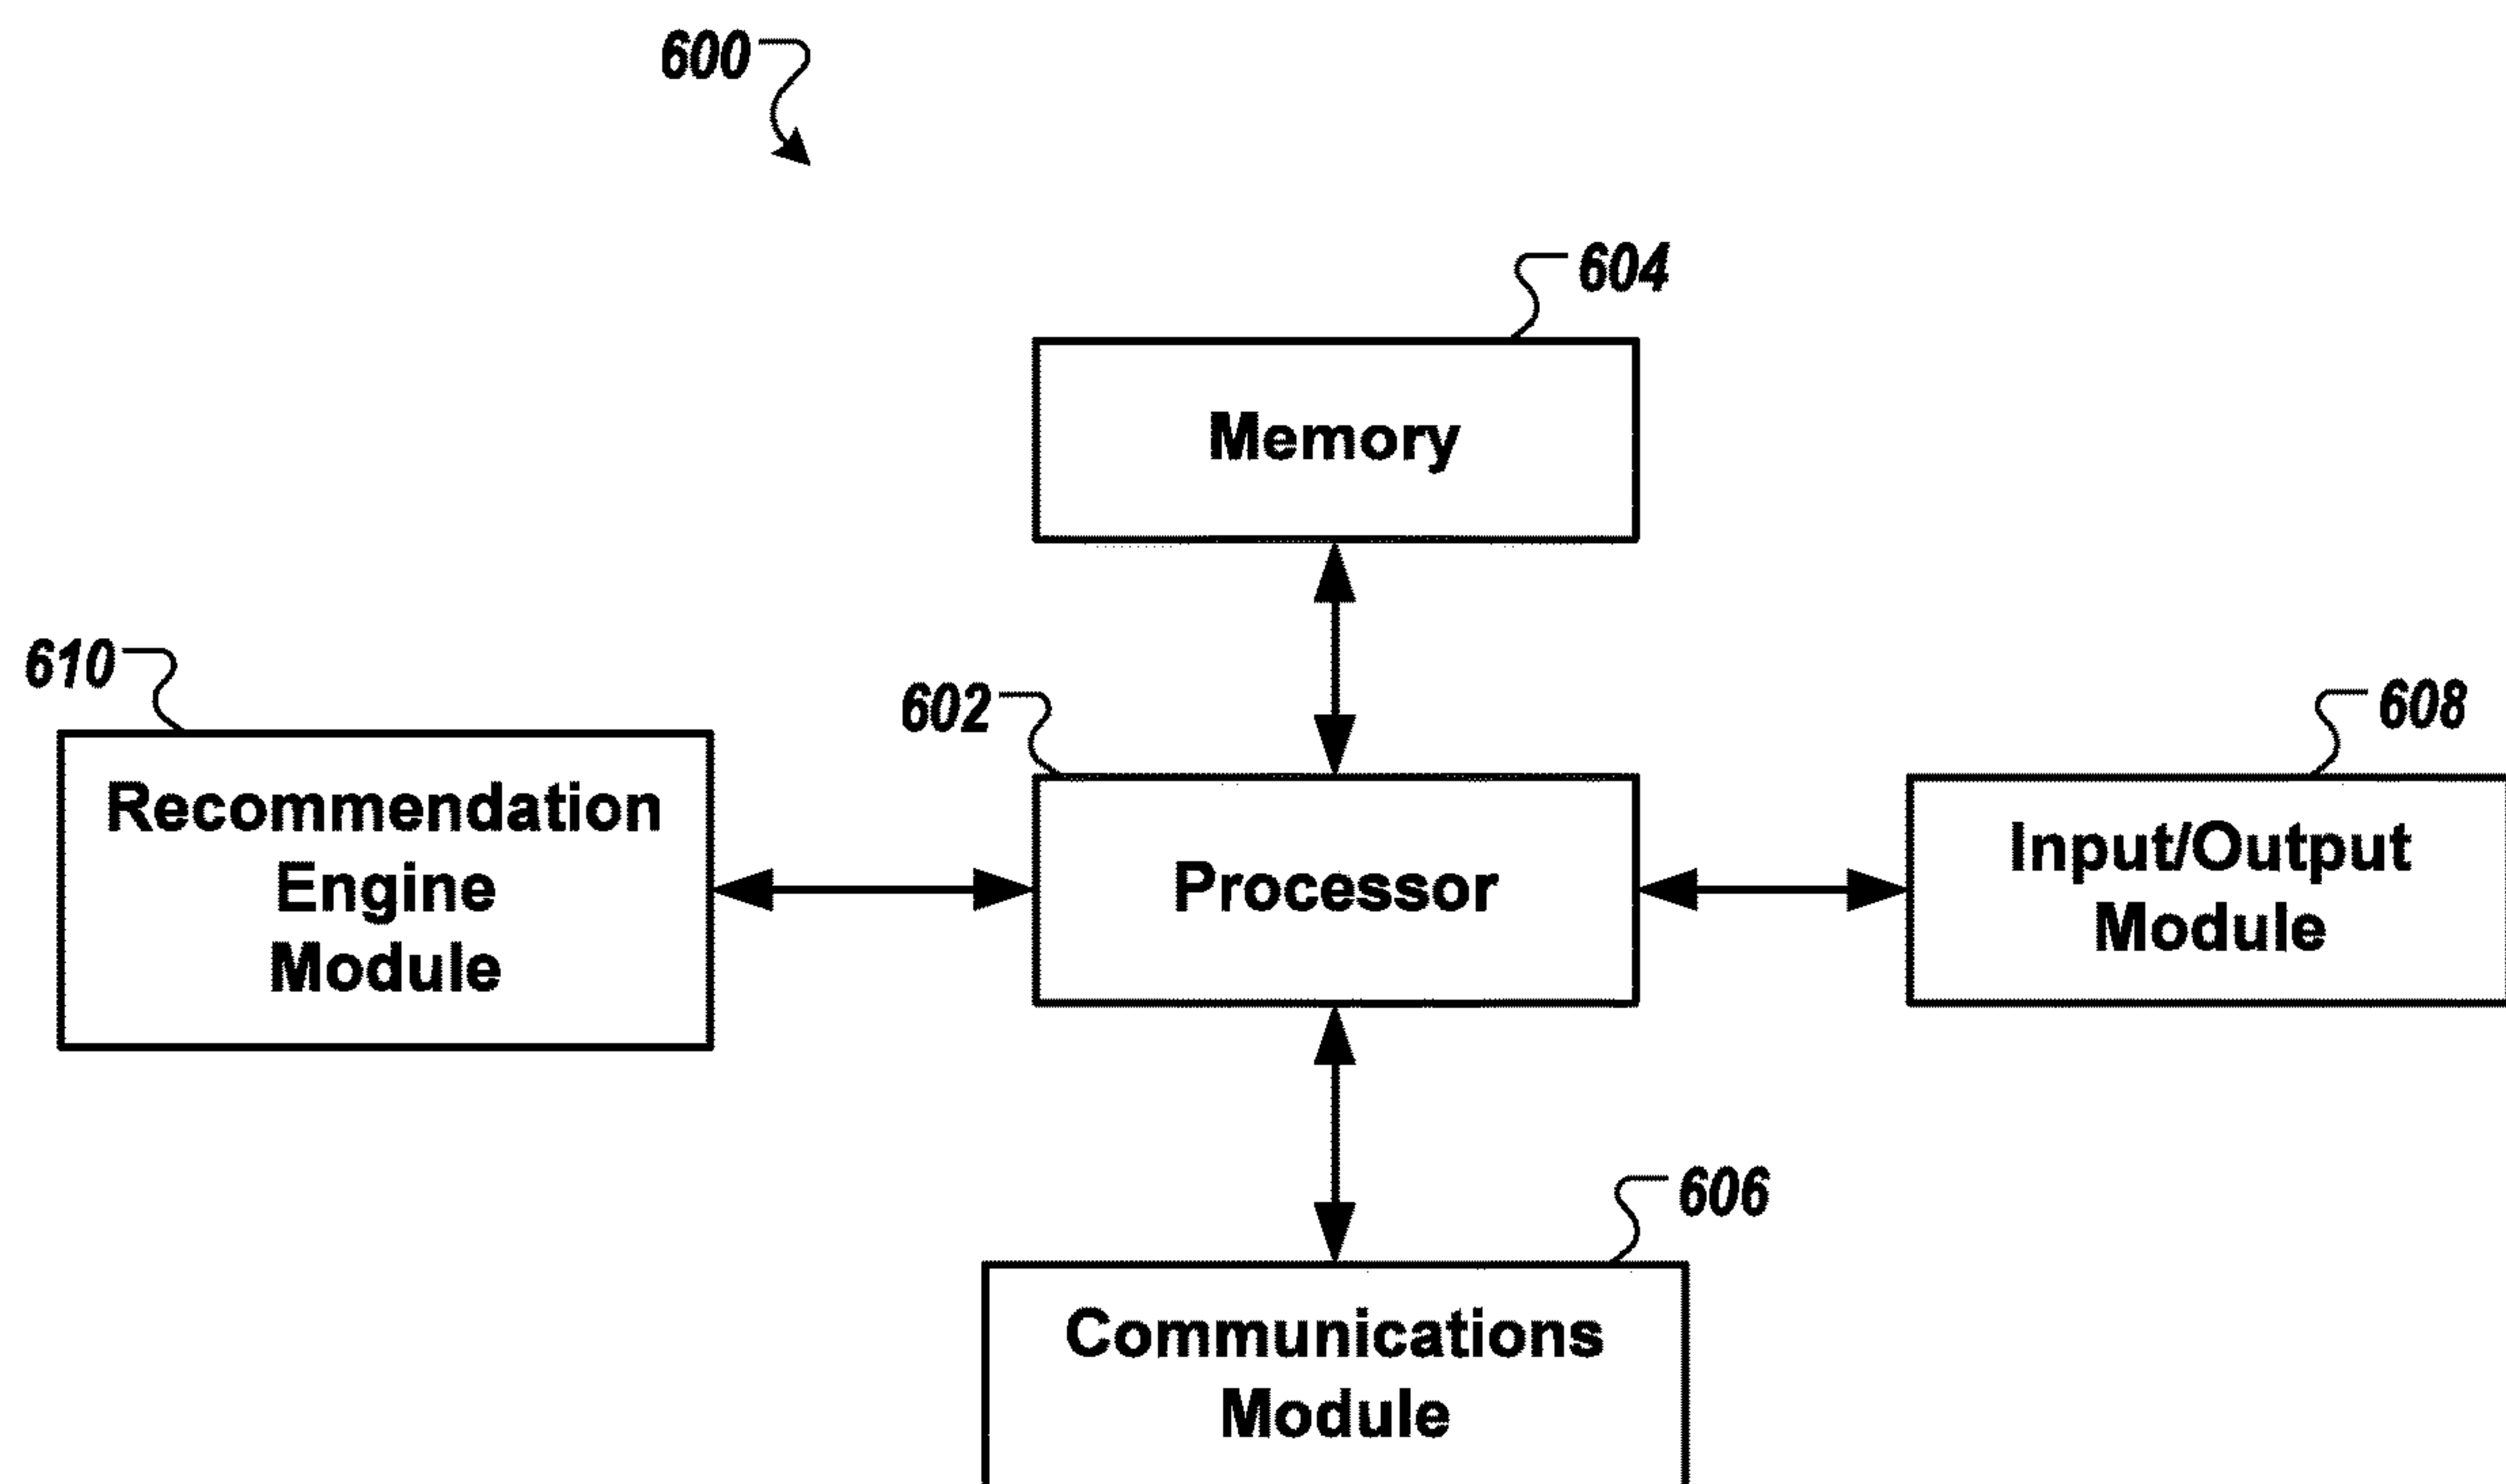 600
604
Memory
610
602
608
Recommendation
Engine
Module
Processor
Input/Output
Module
606
Communications
Module